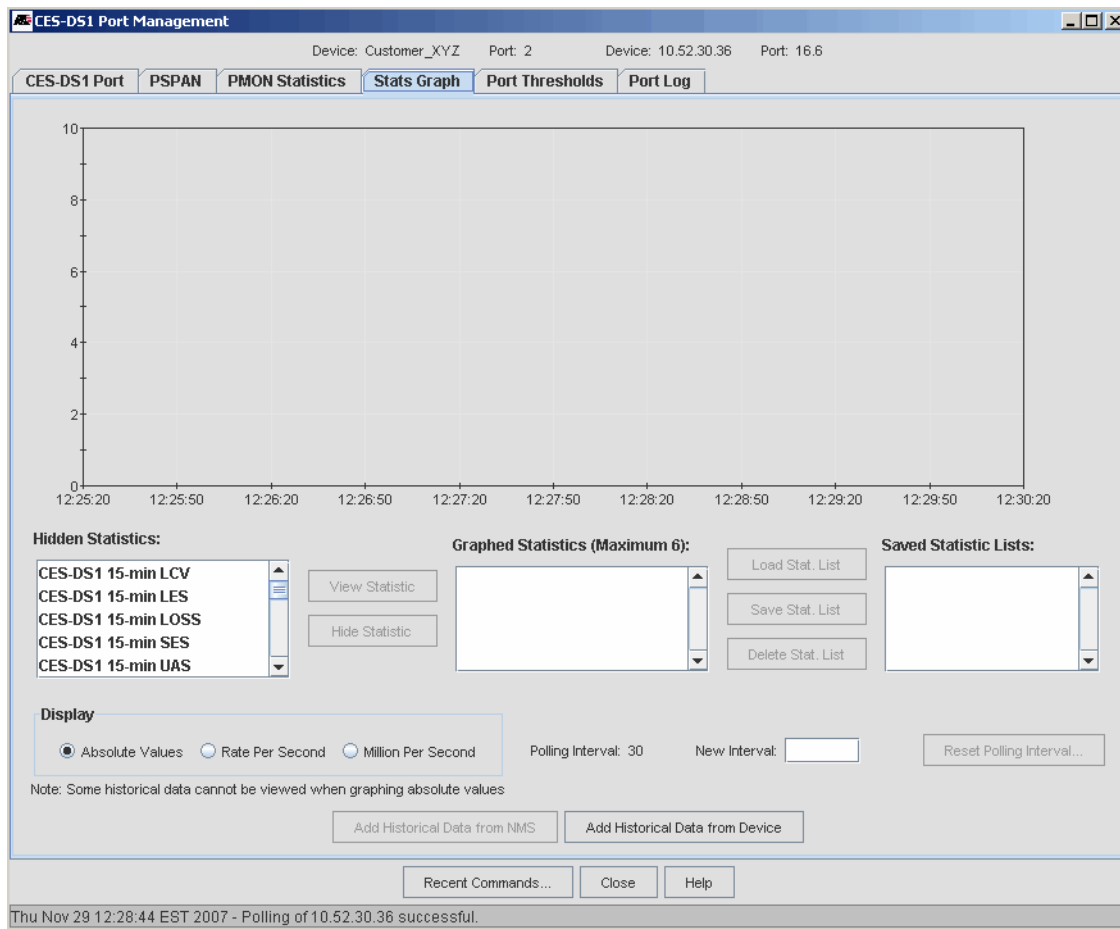 CES-DS1 Port Management
Device: Customer_XYZ Port: 2 Device: 10.52.30.36 Port: 16.6
CES-DS1 Port PSPAN PMON Statistics Stats Graph Port Thresholds Port Log
10
8
6
4
2
0
12:25:20 12:25:50 12:26:20 12:26:50 12:27:20 12:27:50 12:28:20 12:28:50 12:29:20 12:29:50 12:30:20
Hidden Statistics:
CES-DS1 15-min LCV
CES-DS1 15-min LES
CES-DS1 15-min LOSS
CES-DS1 15-min SES
CES-DS1 15-min UAS
View Statistic
Hide Statistic
Graphed Statistics (Maximum 6):
Load Stat. List
Save Stat. List
Delete Stat. List
Saved Statistic Lists:
Display
Absolute Values Rate Per Second Million Per Second
Polling Interval: 30 New Interval: Reset Polling Interval...
Note: Some historical data cannot be viewed when graphing absolute values
Add Historical Data from NMS Add Historical Data from Device
Recent Commands... Close Help
Thu Nov 29 12:28:44 EST 2007 - Polling of 10.52.30.36 successful.